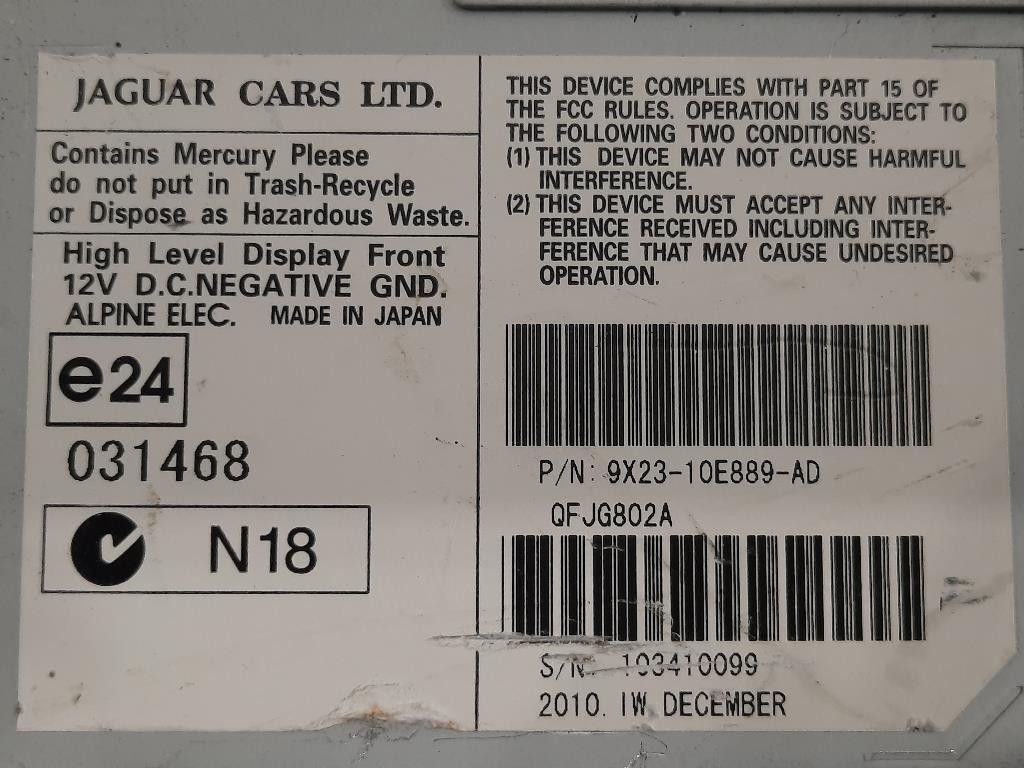 JAGUAR CARS LTD.
Contains Mercury Please
do not put in Trash-Recycle
or Dispose as Hazardous Waste.
High Level Display Front
12V D.C.NEGATIVE GND.
ALPINE ELEC. MADE IN JAPAN
e24
031468
N18
THIS DEVICE COMPLIES WITH PART 15 OF
THE FCC RULES. OPERATION IS SUBJECT TO
THE FOLLOWING TWO CONDITIONS:
(1) THIS DEVICE MAY NOT CAUSE HARMFUL
INTERFERENCE.
(2) THIS DEVICE MUST ACCEPT ANY INTER-
FERENCE RECEIVED INCLUDING INTER-
FERENCE THAT MAY CAUSE UNDESIRED
OPERATION.
P/N: 9X23-10E889-AD
QFJG802A
S/N. 103410099
2010. IW. DECEMBER